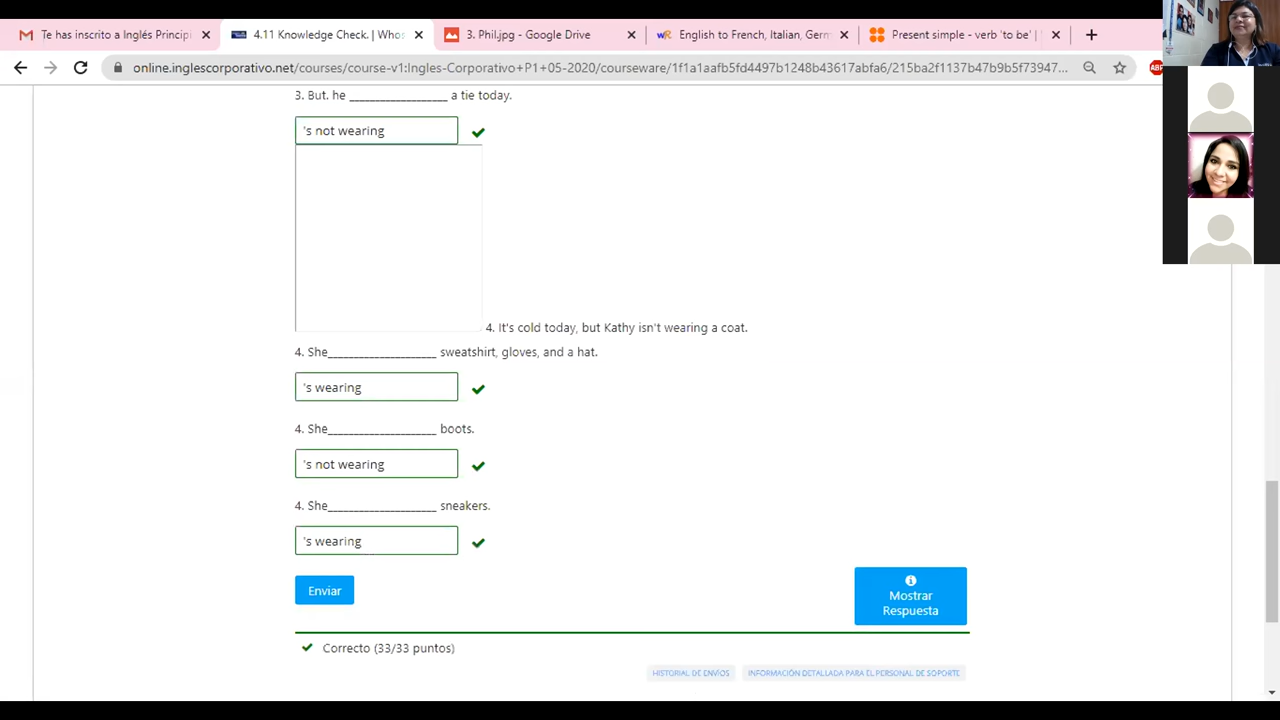 Te has inscrito a Inglés Princip
4.11 Knowledge Check. | Who
3. Phil.jpg - Google Drive
English to French, Italian, Germ
Present simple - verb 'to be' |
online.inglescorporativo.net/courses/course-v1:Ingles-Corporativo+P1+05-2020/courseware/1f1a1aafb5fd4497b1248b43617abfa6/215ba2f1137b47b9b5f73947...
3. But. he __________________ a tie today.
's not wearing
4. It's cold today, but Kathy isn't wearing a coat.
4. She____________________ sweatshirt, gloves, and a hat.
's wearing
4. She____________________ boots.
's not wearing
4. She____________________ sneakers.
's wearing
Enviar
Mostrar
Respuesta
Correcto (33/33 puntos)
HISTORIAL DE ENVÍOS
INFORMACIÓN DETALLADA PARA EL PERSONAL DE SOPORTE